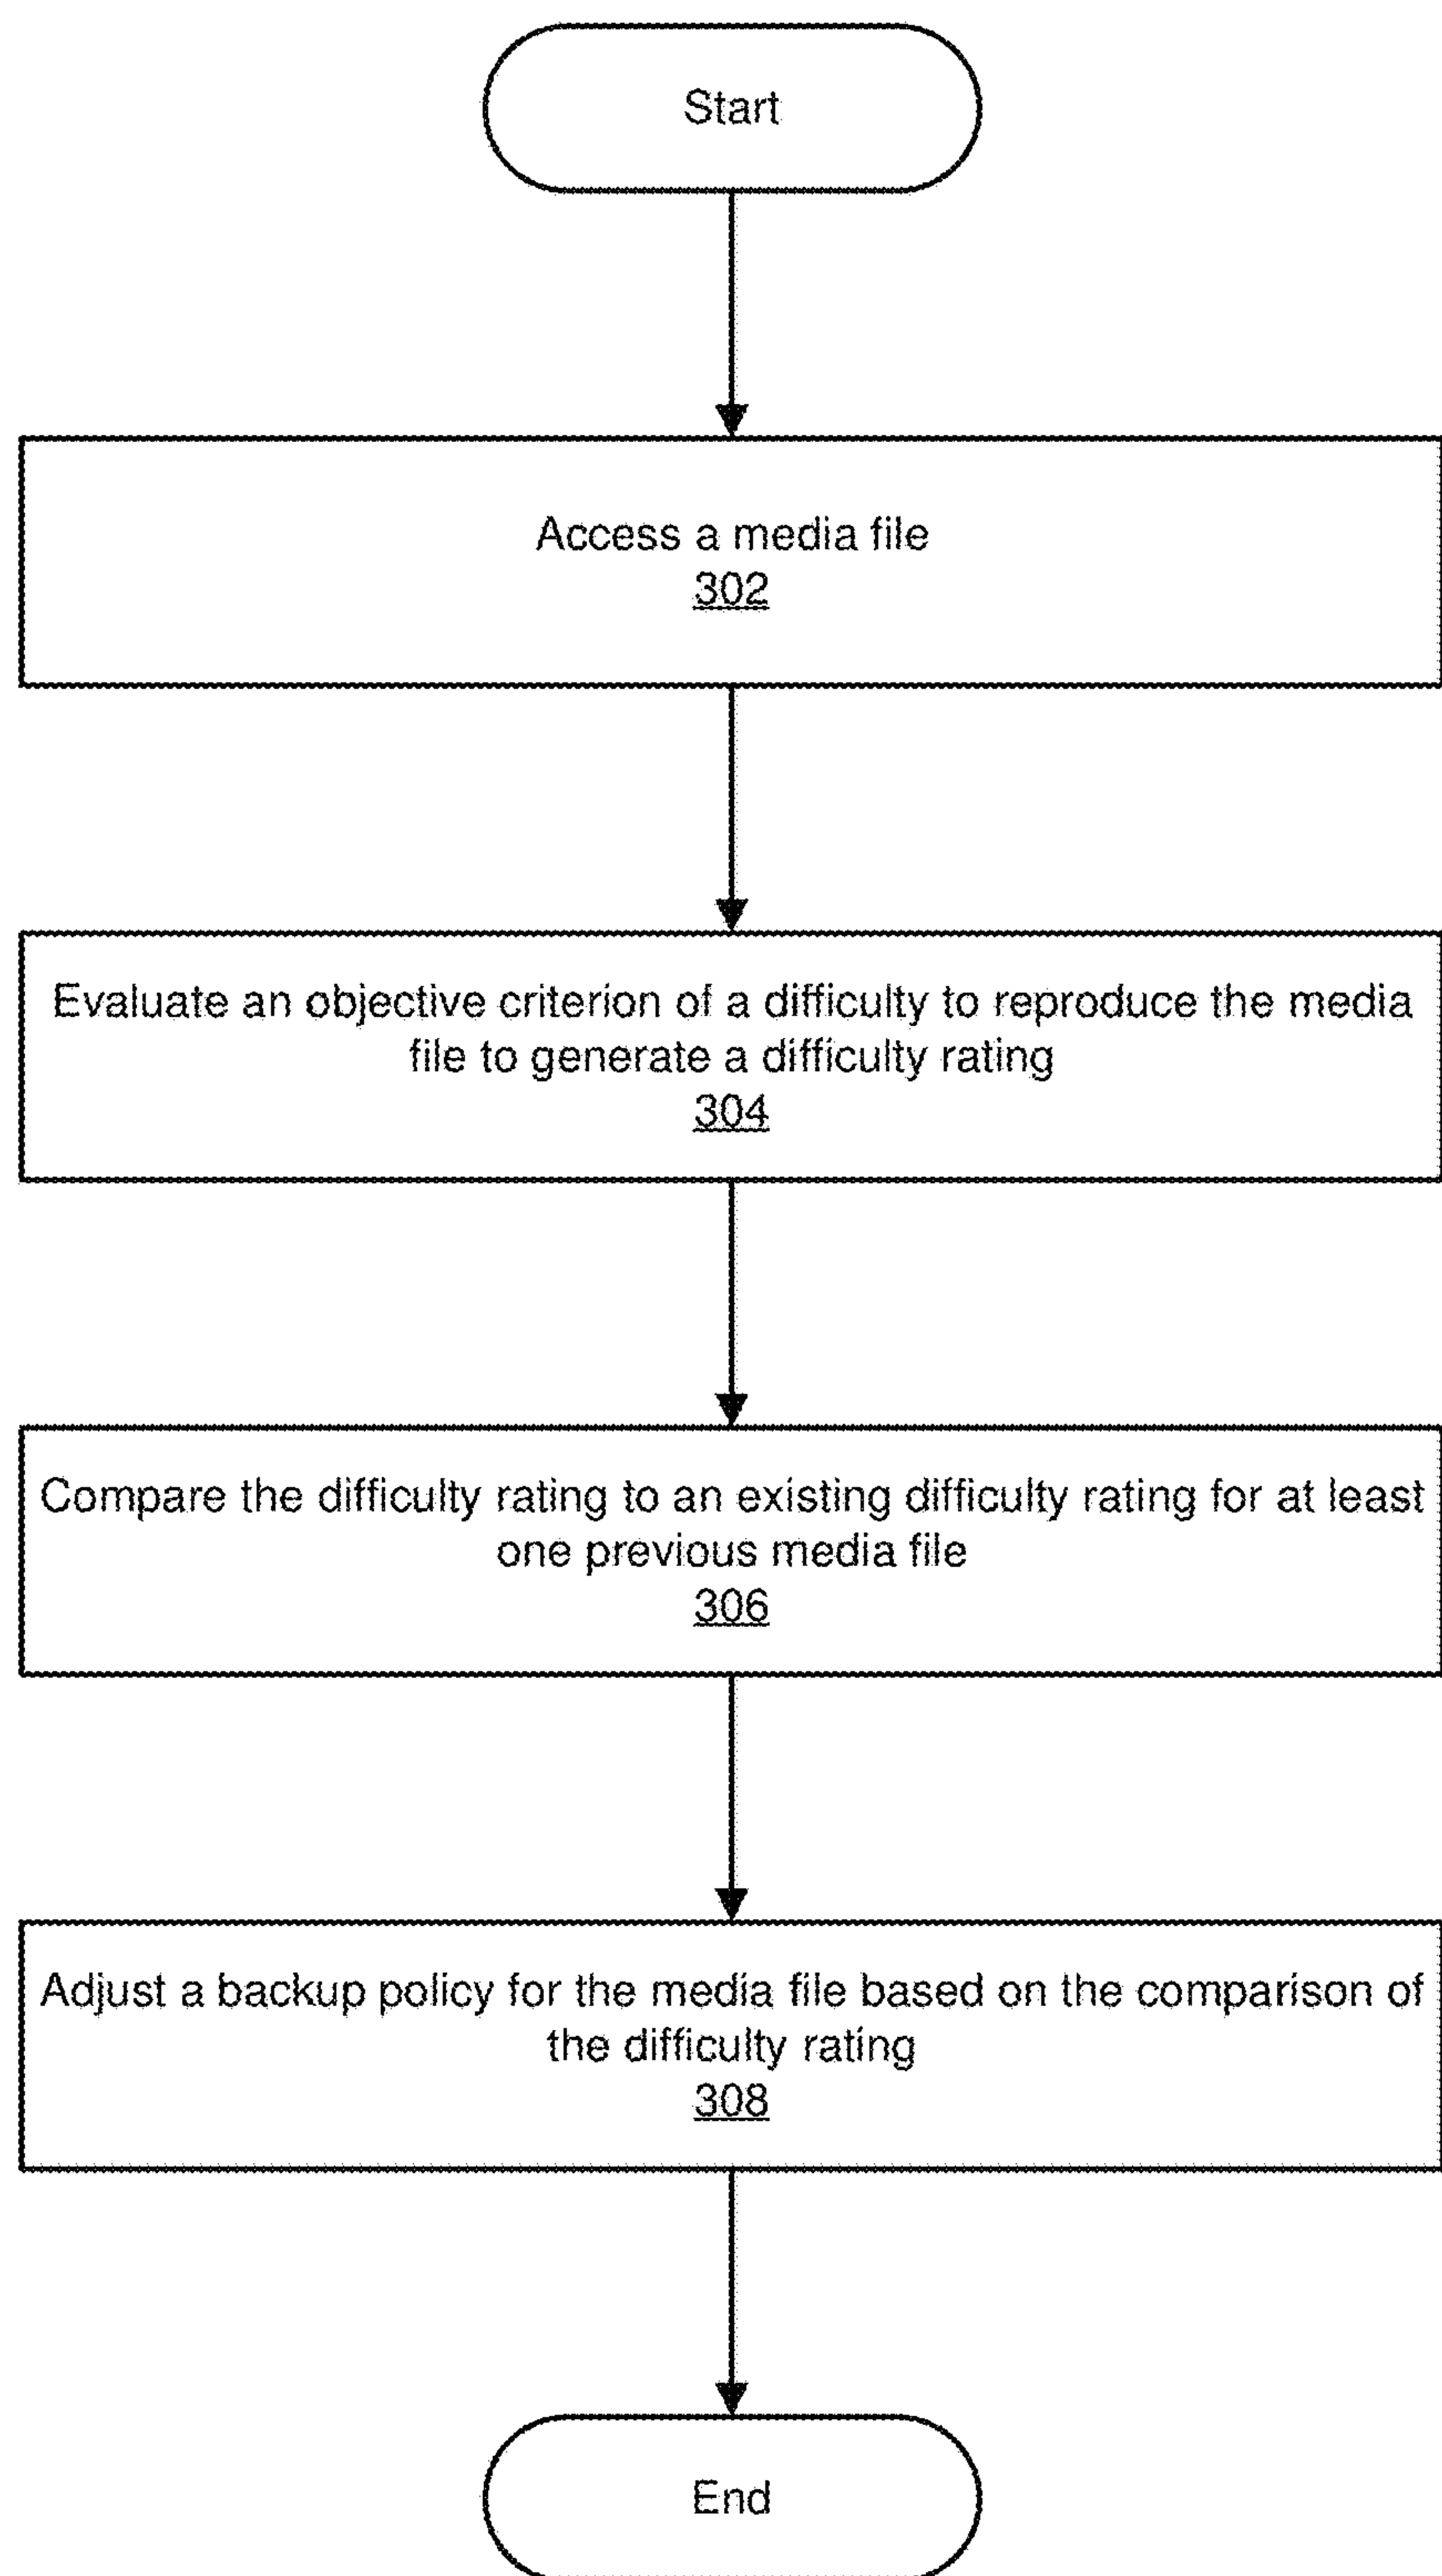 Start
Access a media file
302
Evaluate an objective criterion of a difficulty to reproduce the media
file to generate a difficulty rating
304
Compare the difficulty rating to an existing difficulty rating for at least
one previous media file
306
Adjust a backup policy for the media file based on the comparison of
the difficulty rating
308
End